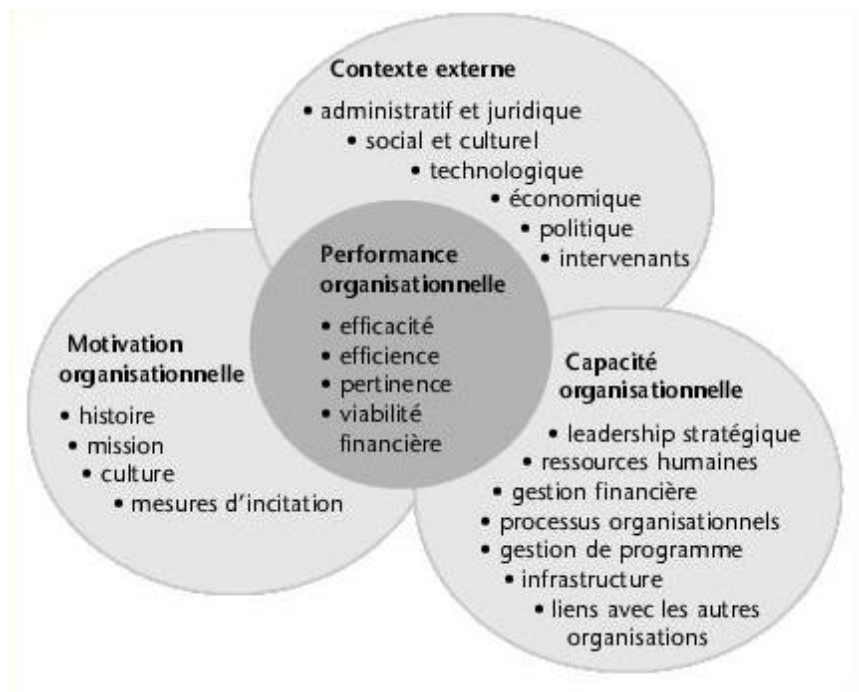 Contexte externe
• administratif et juridique
• social et culturel
• technologique
• économique
• politique
• intervenants
Performance
organisationnelle
• efficacité
• efficience
• pertinence
• viabilité
financière
Motivation
organisationnelle
• histoire
• mission
• culture
• mesures d'incitation
Capacité
organisationnelle
• leadership stratégique
• ressources humaines
• gestion financière
• processus organisationnels
• gestion de programme
• infrastructure
• liens avec les autres
organisations